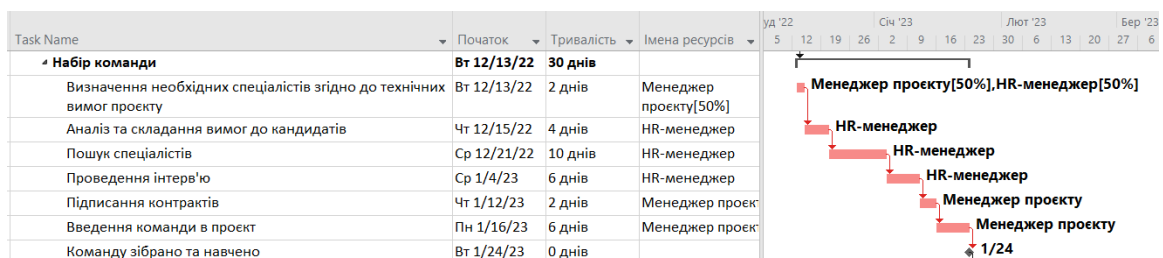 уд '22 Січ '23 Лют '23 Бер '23
Task Name Початок Тривалість Імена ресурсів 5 12 19 26 2 9 16 23 30 6 13 20 27 6
Набір команди Вт 12/13/22 30 днів
Визначення необхідних спеціалістів згідно до технічних Вт 12/13/22 2 днів Менеджер Менеджер проєкту[50%],HR-менеджер[50%]
вимог проєкту проєкту[50%]
Аналіз та складання вимог до кандидатів Чт 12/15/22 4 днів HR-менеджер HR-менеджер
Пошук спеціалістів Ср 12/21/22 10 днів HR-менеджер HR-менеджер
Проведення інтерв'ю Ср 1/4/23 6 днів HR-менеджер HR-менеджер
Підписання контрактів Чт 1/12/23 2 днів Менеджер проєкт Менеджер проєкту
Введення команди в проєкт Пн 1/16/23 6 днів Менеджер проєкт Менеджер проєкту
Команду зібрано та навчено Вт 1/24/23 0 днів 1/24